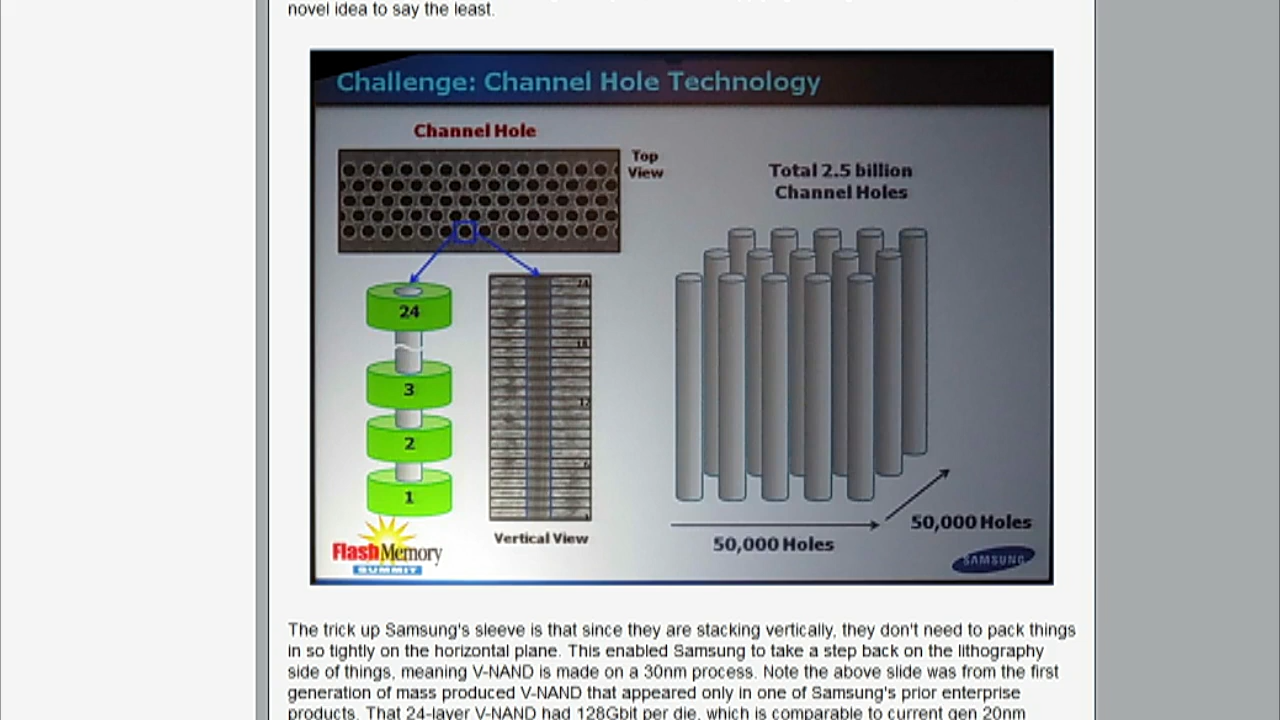 novel idea to say the least.
Challenge: Channel Hole Technology
Channel Hole
Top
View
Total 2.5 billion
Channel Holes
24
3
2
1
24
18
12
6
1
Vertical View
50,000 Holes
50,000 Holes
FlashMemory
SUMMIT
SAMSUNG
The trick up Samsung's sleeve is that since they are stacking vertically, they don't need to pack things
in so tightly on the horizontal plane. This enabled Samsung to take a step back on the lithography
side of things, meaning V-NAND is made on a 30nm process. Note the above slide was from the first
generation of mass produced V-NAND that appeared only in one of Samsung's prior enterprise
products. That 24-layer V-NAND had 128Gbit per die, which is comparable to current gen 20nm